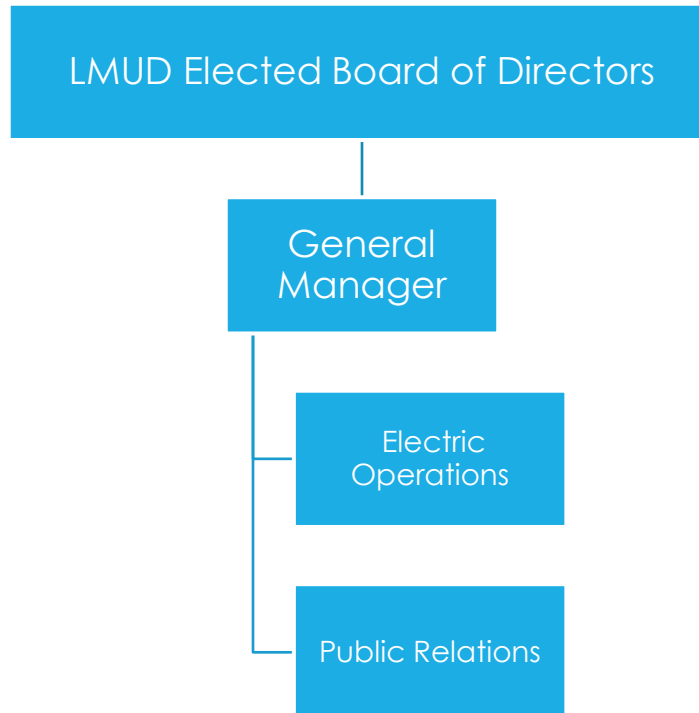 LMUD Elected Board of Directors
General
Manager
Electric
Operations
Public Relations